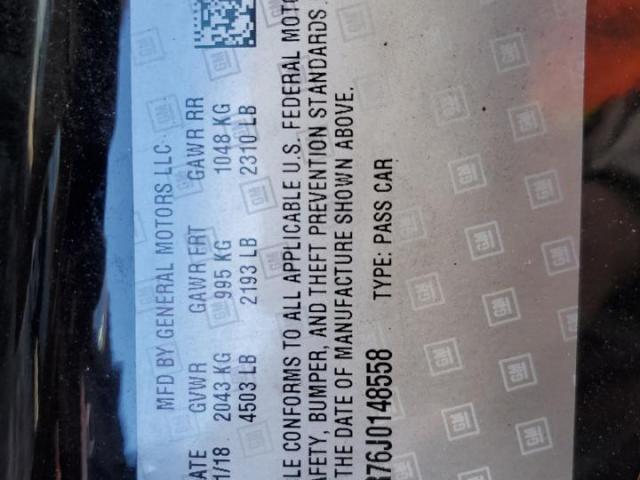 MFD BY GENERAL MOTORS LLC
ATE GVWR GAWR FRT GAWR RR
1/18 2043 KG 995 KG 1048 KG
4503 LB 2193 LB 2310 LB
LE CONFORMS TO ALL APPLICABLE U.S. FEDERAL MOTO
AFETY, BUMPER, AND THEFT PREVENTION STANDARDS
THE DATE OF MANUFACTURE SHOWN ABOVE.
76J0148558 TYPE: PASS CAR
GM